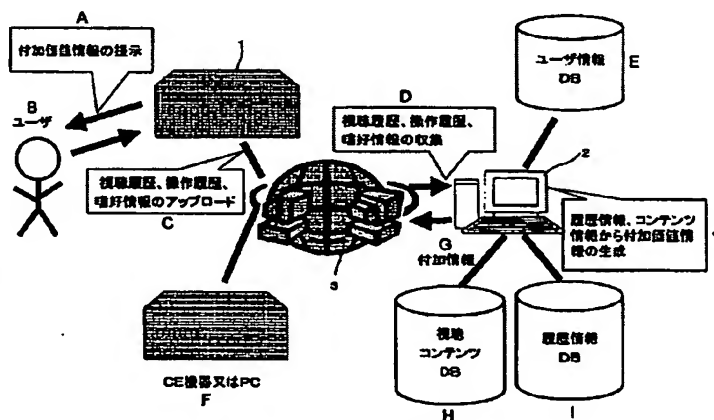 A
付加価値情報の提示
B
ユーザ
1
D
視聴履歴、操作履歴、
嗜好情報の収集
ユーザ情報
DB
E
2
視聴履歴、操作履歴、
嗜好情報のアップロード
C
履歴情報、コンテンツ
情報から付加価値情
報の生成
G
付加情報
3
視聴
コンテンツ
DB
履歴情報
DB
CE機器又はPC
F
H
I